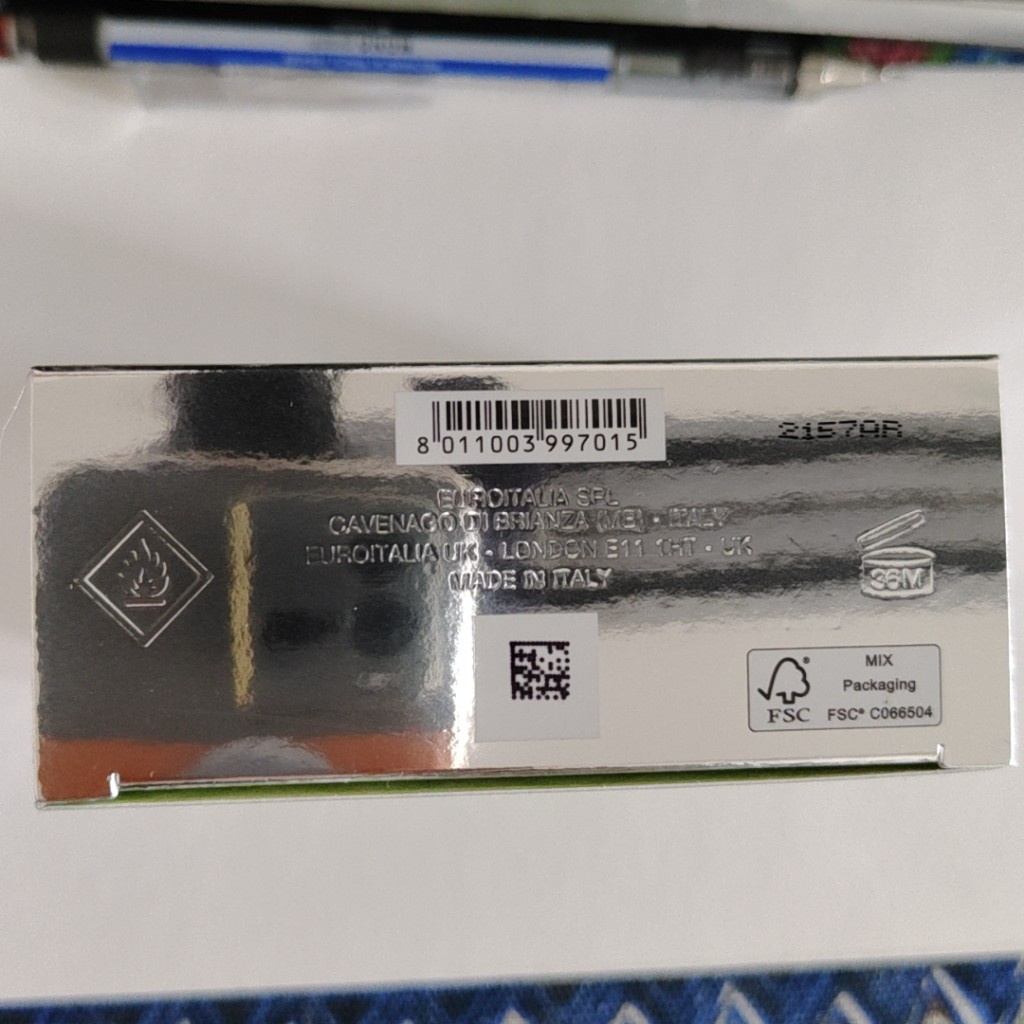 8 011003 997015
2157AR
EUROITALIA SRL
CAVENAGO DI BRIANZA (MB) - ITALY
EUROITALIA UK - LONDON E11 1HT - UK
MADE IN ITALY
36M
MIX
Packaging
FSC® C066504
FSC